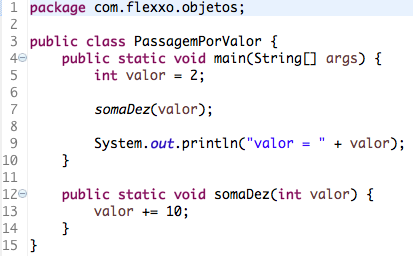 1 package com.flexxo.objetos;
2
3 public class PassagemPorValor {
4     public static void main(String[] args) {
5         int valor = 2;
6
7         somaDez(valor);
8
9         System.out.println("valor = " + valor);
10     }
11
12     public static void somaDez(int valor) {
13         valor += 10;
14     }
15 }